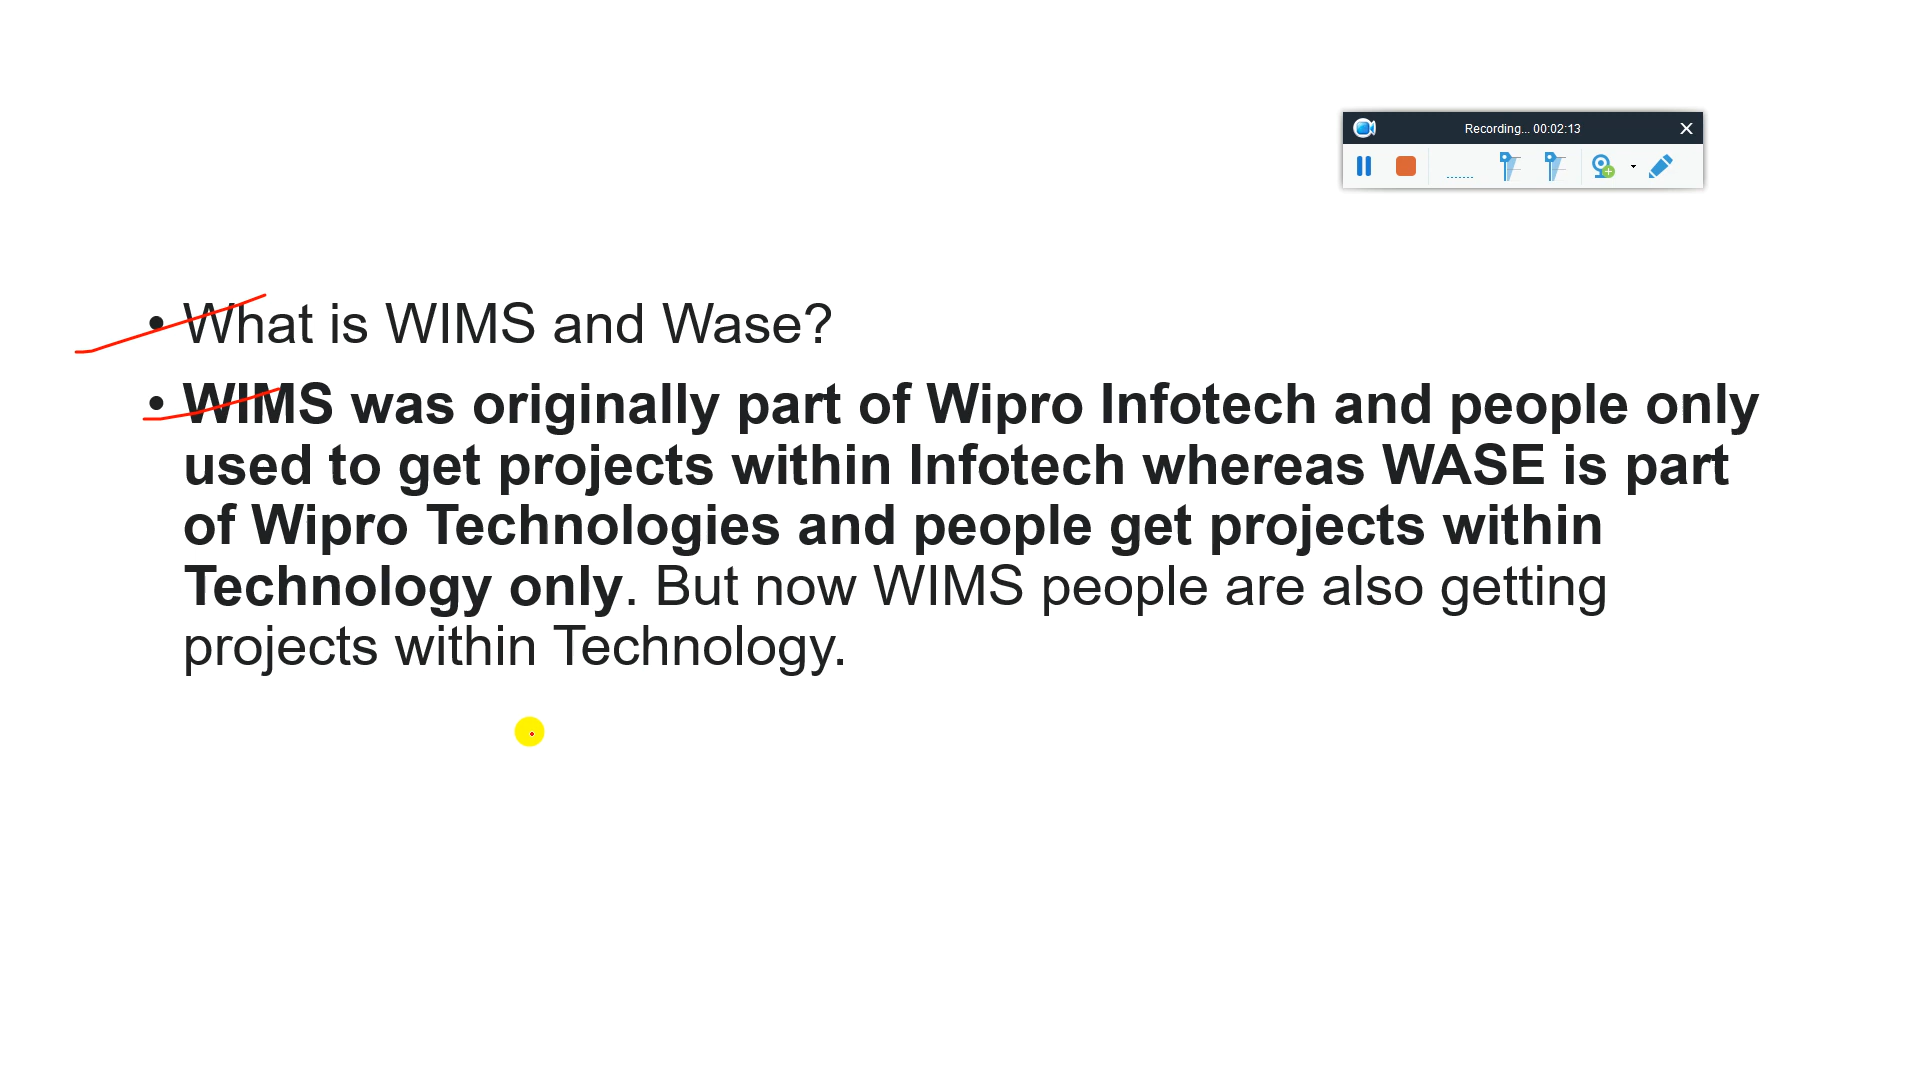 Recording... 00:02:13
• What is WIMS and Wase?
• WIMS was originally part of Wipro Infotech and people only
used to get projects within Infotech whereas WASE is part
of Wipro Technologies and people get projects within
Technology only. But now WIMS people are also getting
projects within Technology.